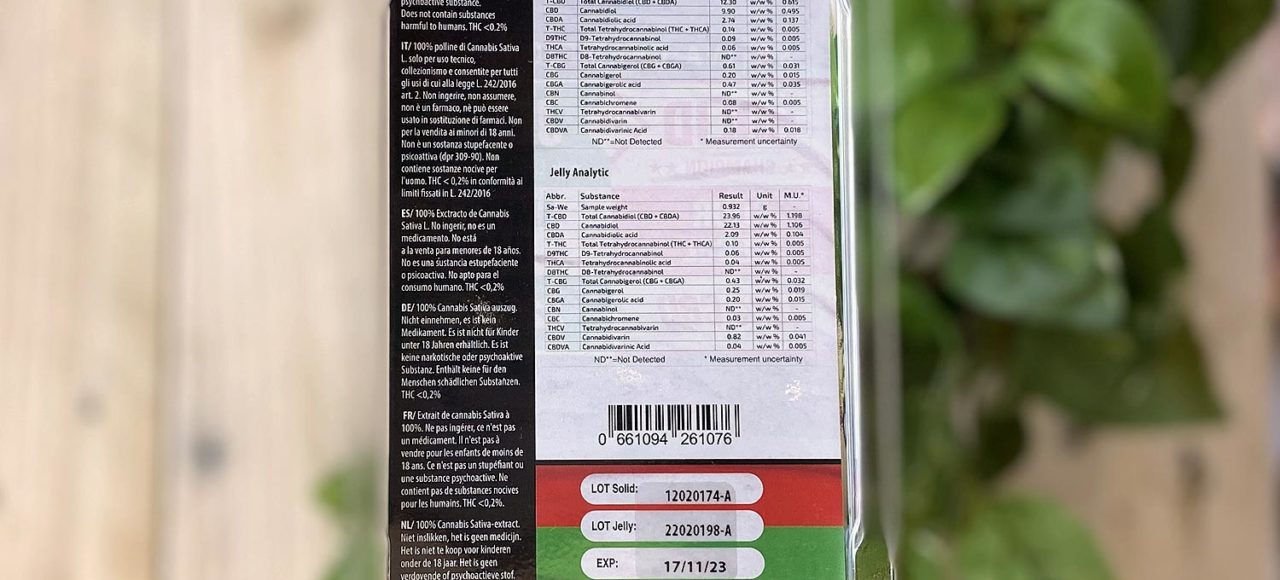 psychoactive substance.
Does not contain substances
harmful to humans. THC <0.2%
IT/ 100% polline di Cannabis Sativa
L. solo per uso tecnico,
collezionismo e consentite per tutti
gli usi di cui alla legge L. 242/2016
art. 2. Non ingerire, non assumere,
non è un farmaco, nè può essere
usato in sostituzione di farmaci. Non
per la vendita ai minori di 18 anni.
Non è un sostanza stupefacente o
psicoattiva (dpr 309-90). Non
contiene sostanze nocive per
l'uomo. THC < 0,2% in conformità ai
limiti fissati in L. 242/2016
ES/ 100% Exctracto de Cannabis
Sativa L. No ingerir, no es un
medicamento. No está
a la venta para menores de 18 años.
No es una sustancia estupefaciente
o psicoactiva. No apto para el
consumo humano. THC <0,2%
DE/ 100% Cannabis Sativa auszug.
Nicht einnehmen, es ist kein
Medikament. Es ist nicht für Kinder
unter 18 Jahren erhältlich. Es ist
keine narkotische oder psychoaktive
Substanz. Enthält keine für den
Menschen schädlichen Substanzen.
THC <0,2%
FR/ Extrait de cannabis Sativa à
100%. Ne pas ingérer, ce n'est pas
un médicament. Il n'est pas à
vendre pour les enfants de moins de
18 ans. Ce n'est pas un stupéfiant ou
une substance psychoactive. Ne
contient pas de substances nocives
pour les humains. THC <0,2%.
NL/ 100% Cannabis Sativa-extract.
Niet inslikken, het is geen medicijn.
Het is niet te koop voor kinderen
onder de 18 jaar. Het is geen
verdovende of psychoactieve stof.
T-CBD Total Cannabidiol (CBD + CBDA) 12.30 w/w % 0.615
CBD Cannabidiol 9.90 w/w % 0.495
CBDA Cannabidiolic acid 2.74 w/w % 0.137
T-THC Total Tetrahydrocannabinol (THC + THCA) 0.14 w/w % 0.005
D9THC D9-Tetrahydrocannabinol 0.09 w/w % 0.005
THCA Tetrahydrocannabinolic acid 0.06 w/w % 0.005
D8THC D8-Tetrahydrocannabinol ND** w/w % -
T-CBG Total Cannabigerol (CBG + CBGA) 0.61 w/w % 0.031
CBG Cannabigerol 0.20 w/w % 0.015
CBGA Cannabigerolic acid 0.47 w/w % 0.035
CBN Cannabinol ND** w/w % -
CBC Cannabichromene 0.08 w/w % 0.005
THCV Tetrahydrocannabivarin ND** w/w % -
CBDV Cannabidivarin ND** w/w %
CBDVA Cannabidivarinic Acid 0.18 w/w % 0.018
ND**=Not Detected * Measurement uncertainty
Jelly Analytic
Abbr. Substance Result Unit M.U.*
Sa-We Sample weight 0.932 g -
T-CBD Total Cannabidiol (CBD + CBDA) 23.96 w/w % 1.198
CBD Cannabidiol 22.13 w/w % 1.106
CBDA Cannabidiolic acid 2.09 w/w % 0.104
T-THC Total Tetrahydrocannabinol (THC + THCA) 0.10 w/w % 0.005
D9THC D9-Tetrahydrocannabinol 0.06 w/w % 0.005
THCA Tetrahydrocannabinolic acid 0.04 w/w % 0.005
D8THC D8-Tetrahydrocannabinol ND** w/w % -
T-CBG Total Cannabigerol (CBG + CBGA) 0.43 w/w % 0.032
CBG Cannabigerol 0.25 w/w % 0.019
CBGA Cannabigerolic acid 0.20 w/w % 0.015
CBN Cannabinol ND** w/w % -
CBC Cannabichromene 0.03 w/w % 0.005
THCV Tetrahydrocannabivarin ND** w/w % -
CBDV Cannabidivarin 0.82 w/w % 0.041
CBDVA Cannabidivarinic Acid 0.04 w/w % 0.005
ND**=Not Detected * Measurement uncertainty
0 661094 261076
LOT Solid: 12020174-A
LOT Jelly: 22020198-A
EXP: 17/11/23